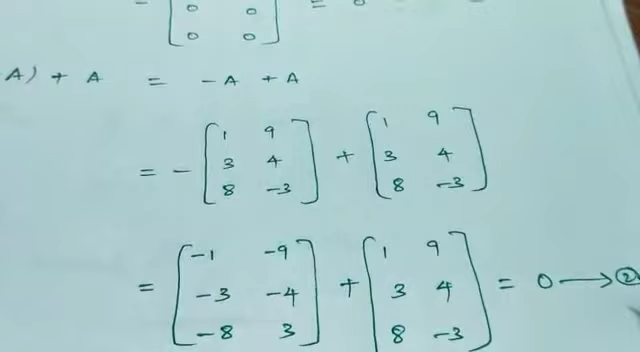 0 0 = 0
0 0
A) + A = -A + A
1 9 1 9
= - 3 4 + 3 4
8 -3 8 -3
-1 -9 1 9
= -3 -4 + 3 4 = 0 → ②
-8 3 8 -3